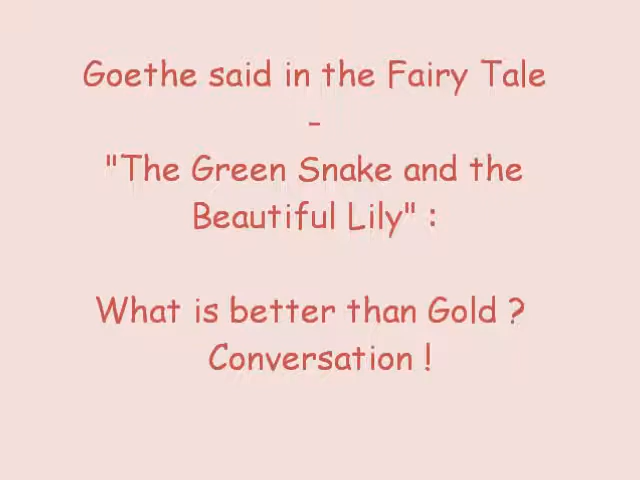 Goethe said in the Fairy Tale
-
"The Green Snake and the
Beautiful Lily" :
What is better than Gold ?
Conversation !